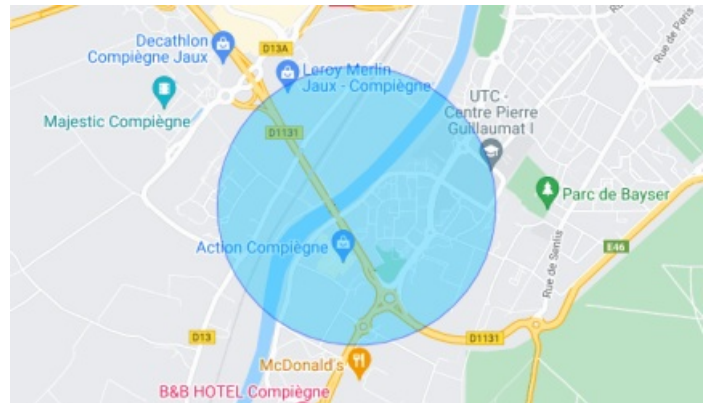 Decathlon
Compiègne Jaux
D13A
Leroy Merlin
Jaux - Compiègne
Rue de Paris
Majestic Compiègne
D1131
UTC -
Centre Pierre
Guillaumat I
Parc de Bayser
Action Compiègne
E46
Rue de Senlis
D13
D1131
McDonald's
B&B HOTEL Compiègne